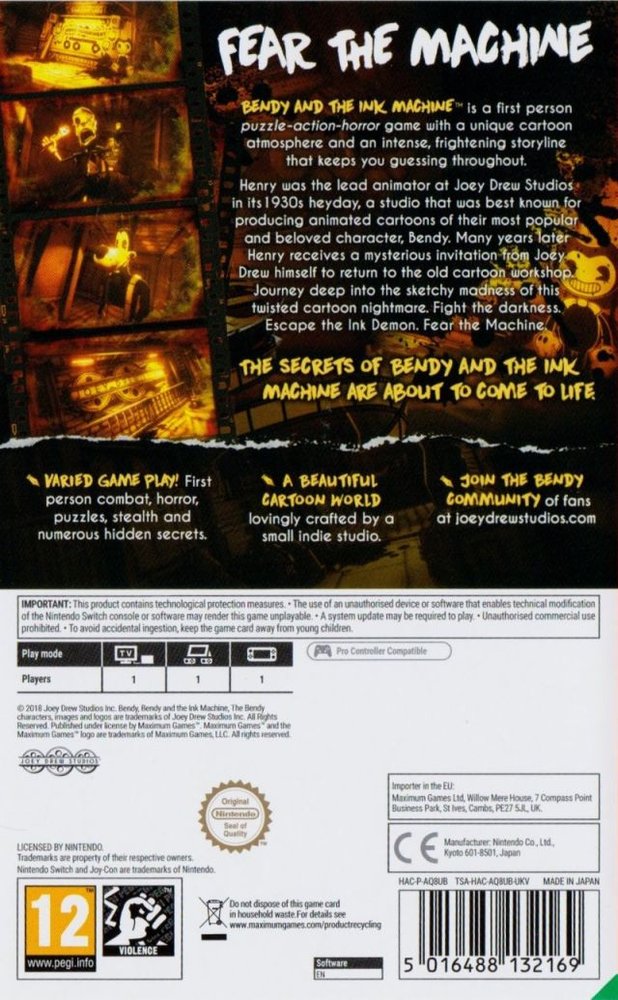 FEAR THE MACHINE
BENDY AND THE INK MACHINE™ is a first person
puzzle-action-horror game with a unique cartoon
atmosphere and an intense, frightening storyline
that keeps you guessing throughout.
Henry was the lead animator at Joey Drew Studios
in its1930s heyday, a studio that was best known for
producing animated cartoons of their most popular
and beloved character, Bendy. Many years later
Henry receives a mysterious invitation from Joey
Drew himself to return to the old cartoon workshop.
Journey deep into the sketchy madness of this
twisted cartoon nightmare. Fight the darkness.
Escape the Ink Demon. Fear the Machine.
THE SECRETS OF BENDY AND THE INK
MACHINE ARE ABOUT TO COME TO LIFE
VARIED GAME PLAY! First
person combat, horror,
puzzles, stealth and
numerous hidden secrets.
A BEAUTIFUL
CARTOON WORLD
lovingly crafted by a
small indie studio.
JOIN THE BENDY
COMMUNITY of fans
at joeydrewstudios.com
IMPORTANT: This product contains technological protection measures. • The use of an unauthorised device or software that enables technical modification
of the Nintendo Switch console or software may render this game unplayable. • A system update may be required to play. • Unauthorised commercial use
prohibited. • To avoid accidental ingestion, keep the game card away from young children.
Play mode TV
Players 1 1 1
Pro Controller Compatible
© 2018 Joey Drew Studios Inc. Bendy, Bendy and the Ink Machine, The Bendy
characters, images and logos are trademarks of Joey Drew Studios Inc. All Rights
Reserved. Published under license by Maximum Games™. Maximum Games™ and the
Maximum Games™ logo are trademarks of Maximum Games, LLC. All rights reserved.
JOEY DREW STUDIOS
Original
Nintendo
Seal of
Quality
TM
Importer in the EU:
Maximum Games Ltd, Willow Mere House, 7 Compass Point
Business Park, St Ives, Cambs, PE27 5JL, UK.
CE
Manufacturer: Nintendo Co., Ltd.,
Kyoto 601-8501, Japan
LICENSED BY NINTENDO.
Trademarks are property of their respective owners.
Nintendo Switch and Joy-Con are trademarks of Nintendo.
HAC-P-AQ8UB TSA-HAC-AQ8UB-UKV MADE IN JAPAN
12
www.pegi.info
VIOLENCE
Do not dispose of this game card
in household waste.For details see
www.maximumgames.com/productrecycling
Software
EN
5 016488 132169